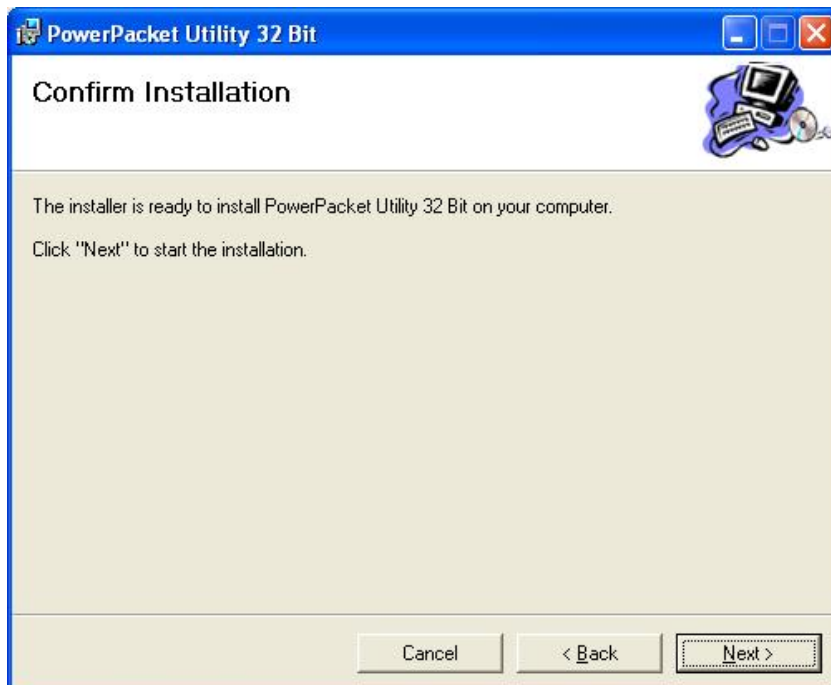 PowerPacket Utility 32 Bit
Confirm Installation
The installer is ready to install PowerPacket Utility 32 Bit on your computer.
Click "Next" to start the installation.
Cancel
< Back
Next >